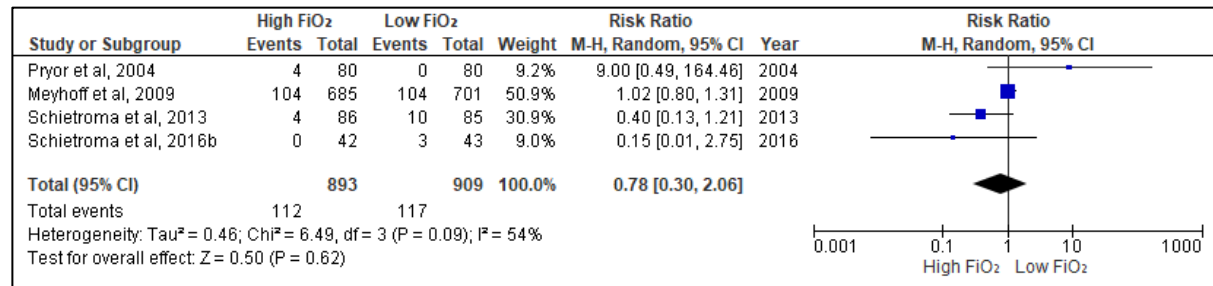 High FiO₂ Low FiO₂ Risk Ratio Risk Ratio
Study or Subgroup Events Total Events Total Weight M-H, Random, 95% CI Year M-H, Random, 95% CI
Pryor et al, 2004 4 80 0 80 9.2% 9.00 [0.49, 164.46] 2004
Meyhoff et al, 2009 104 685 104 701 50.9% 1.02 [0.80, 1.31] 2009
Schietroma et al, 2013 4 86 10 85 30.9% 0.40 [0.13, 1.21] 2013
Schietroma et al, 2016b 0 42 3 43 9.0% 0.15 [0.01, 2.75] 2016
Total (95% CI) 893 909 100.0% 0.78 [0.30, 2.06]
Total events 112 117
Heterogeneity: Tau² = 0.46; Chi² = 6.49, df = 3 (P = 0.09); I² = 54%
Test for overall effect: Z = 0.50 (P = 0.62)
0.001 0.1 1 10 1000
High FiO₂ Low FiO₂